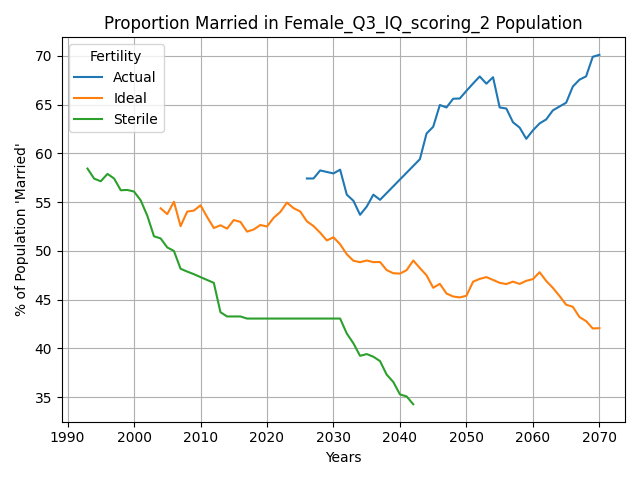 Proportion Married in Female_Q3_IQ_scoring_2 Population
Fertility
Actual
Ideal
Sterile
% of Population 'Married'
70
65
60
55
50
45
40
35
1990 2000 2010 2020 2030 2040 2050 2060 2070
Years